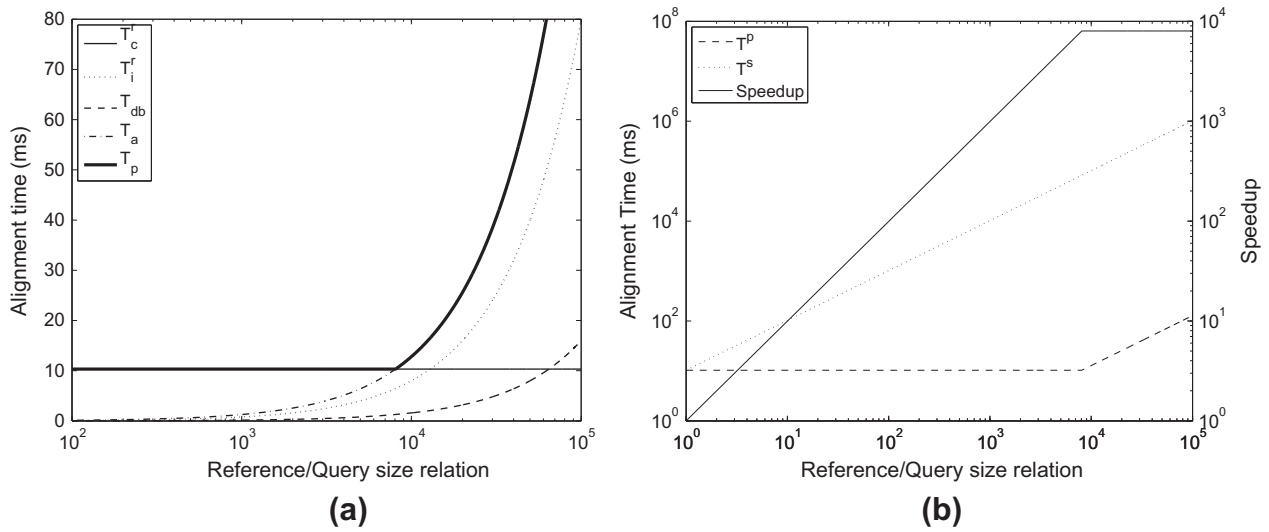 80
70
60
50
40
30
20
10
0
Alignment time (ms)
T_c^r
T_i^r
T_db
T_a
T_p
10^2
10^3
10^4
10^5
Reference/Query size relation
(a)
10^8
10^6
10^4
10^2
10^0
Alignment Time (ms)
T^p
T^s
Speedup
10^4
10^3
10^2
10^1
10^0
Speedup
10^0
10^1
10^2
10^3
10^4
10^5
Reference/Query size relation
(b)